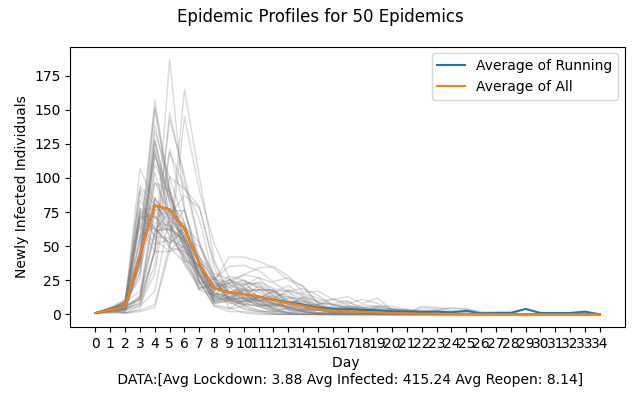 Epidemic Profiles for 50 Epidemics
Average of Running
Average of All
Newly Infected Individuals
175
150
125
100
75
50
25
0
0 1 2 3 4 5 6 7 8 9 10 11 12 13 14 15 16 17 18 19 20 21 22 23 24 25 26 27 28 29 30 31 32 33 34
Day
DATA:[Avg Lockdown: 3.88 Avg Infected: 415.24 Avg Reopen: 8.14]